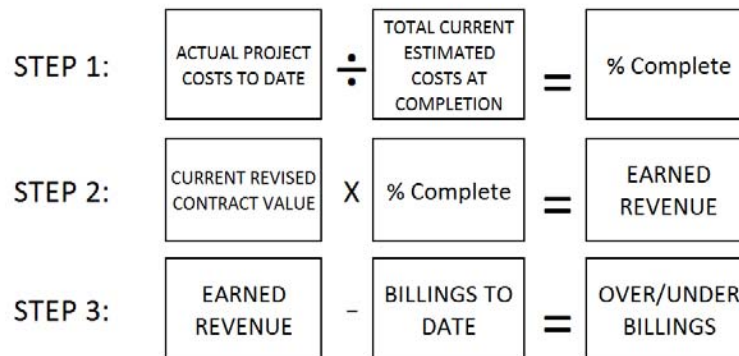 STEP 1:
ACTUAL PROJECT
COSTS TO DATE
÷
TOTAL CURRENT
ESTIMATED
COSTS AT
COMPLETION
=
% Complete
STEP 2:
CURRENT REVISED
CONTRACT VALUE
X
% Complete
=
EARNED
REVENUE
STEP 3:
EARNED
REVENUE
-
BILLINGS TO
DATE
=
OVER/UNDER
BILLINGS